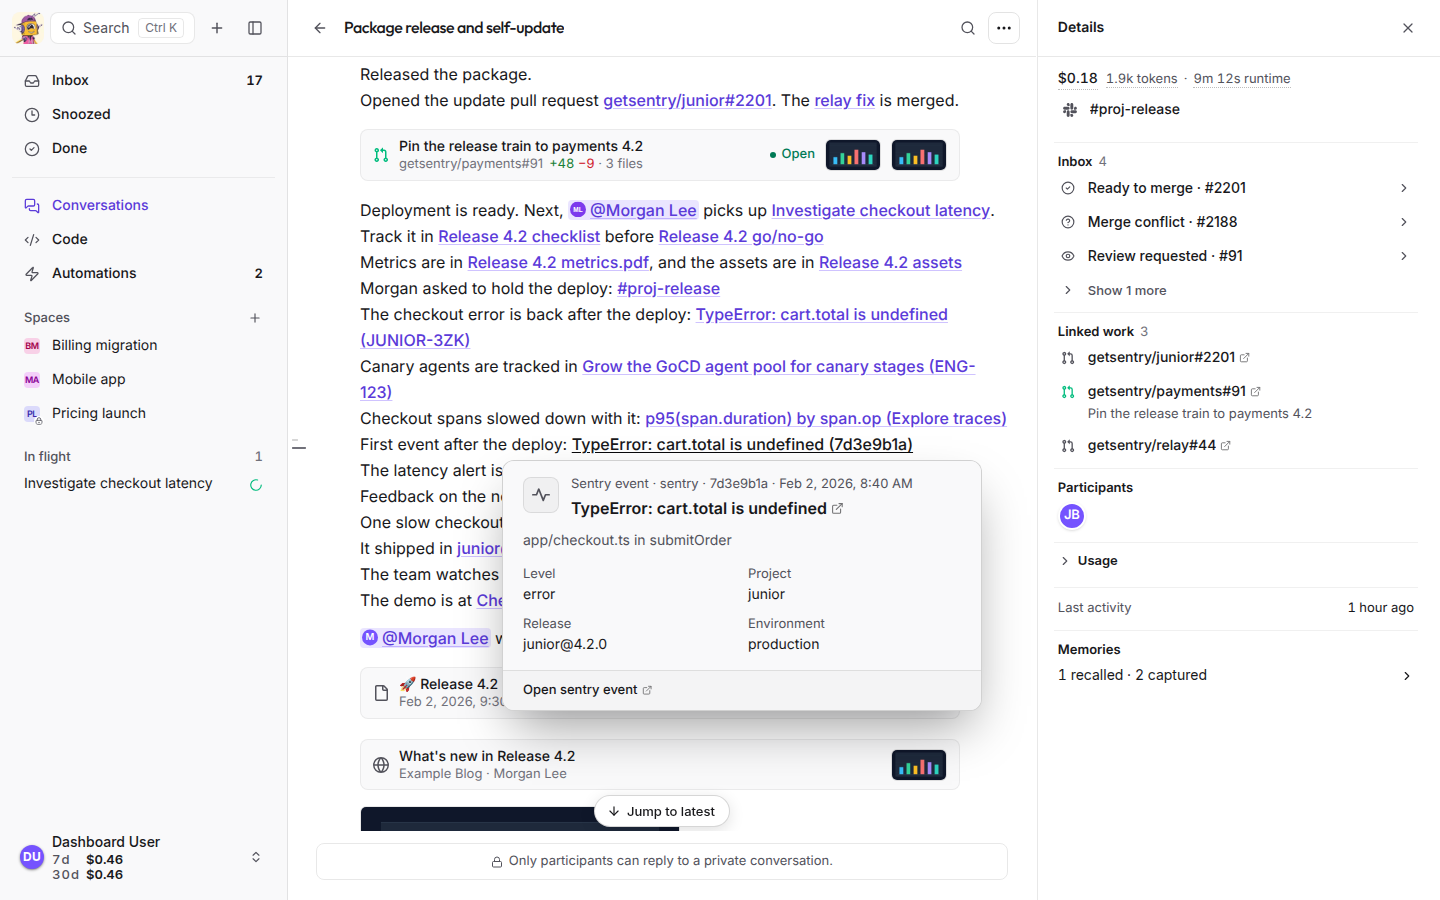 Search Ctrl K
Inbox 17
Snoozed
Done
Conversations
Code
Automations 2
Spaces
BM Billing migration
MA Mobile app
PL Pricing launch
In flight 1
Investigate checkout latency
DU Dashboard User
7d $0.46
30d $0.46
Package release and self-update
Released the package.
Opened the update pull request getsentry/junior#2201. The relay fix is merged.
Pin the release train to payments 4.2
getsentry/payments#91 +48 −9 · 3 files
Open
Deployment is ready. Next, ML @Morgan Lee picks up Investigate checkout latency.
Track it in Release 4.2 checklist before Release 4.2 go/no-go
Metrics are in Release 4.2 metrics.pdf, and the assets are in Release 4.2 assets
Morgan asked to hold the deploy: #proj-release
The checkout error is back after the deploy: TypeError: cart.total is undefined
(JUNIOR-3ZK)
Canary agents are tracked in Grow the GoCD agent pool for canary stages (ENG-
123)
Checkout spans slowed down with it: p95(span.duration) by span.op (Explore traces)
First event after the deploy: TypeError: cart.total is undefined (7d3e9b1a)
The latency alert is
Feedback on the
One slow checkout
It shipped in
The team watches
The demo is at
M @Morgan Lee
🚀 Release 4.2
Feb 2, 2026,
Sentry event · sentry · 7d3e9b1a · Feb 2, 2026, 8:40 AM
TypeError: cart.total is undefined
app/checkout.ts in submitOrder
Level
error
Project
junior
Release
junior@4.2.0
Environment
production
Open sentry event
What's new in Release 4.2
Example Blog · Morgan Lee
Jump to latest
Only participants can reply to a private conversation.
Details
$0.18 1.9k tokens · 9m 12s runtime
#proj-release
Inbox 4
Ready to merge · #2201
Merge conflict · #2188
Review requested · #91
Show 1 more
Linked work 3
getsentry/junior#2201
getsentry/payments#91
Pin the release train to payments 4.2
getsentry/relay#44
Participants
JB
Usage
Last activity 1 hour ago
Memories
1 recalled · 2 captured